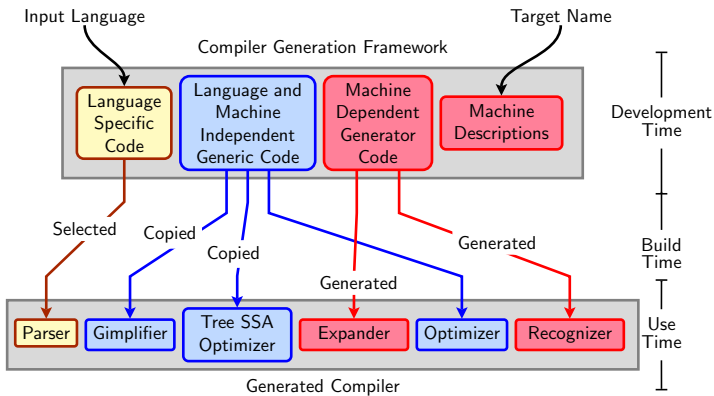 Input Language
Target Name
Compiler Generation Framework
Language
Specific
Code
Language and
Machine
Independent
Generic Code
Machine
Dependent
Generator
Code
Machine
Descriptions
Development
Time
Selected
Copied
Copied
Generated
Generated
Build
Time
Parser
Gimplifier
Tree SSA
Optimizer
Expander
Optimizer
Recognizer
Use
Time
Generated Compiler